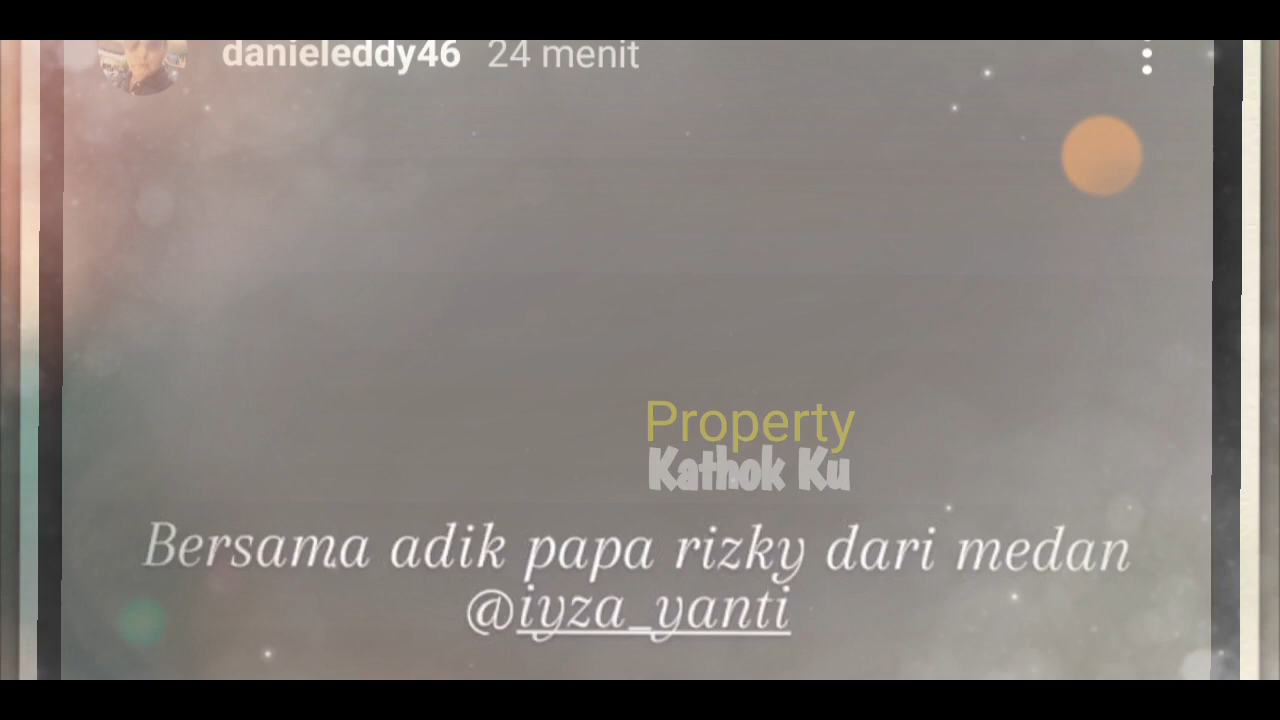 danieleddy46 24 menit
Property
Kathok Ku
Bersama adik papa rizky dari medan
@iyza_yanti